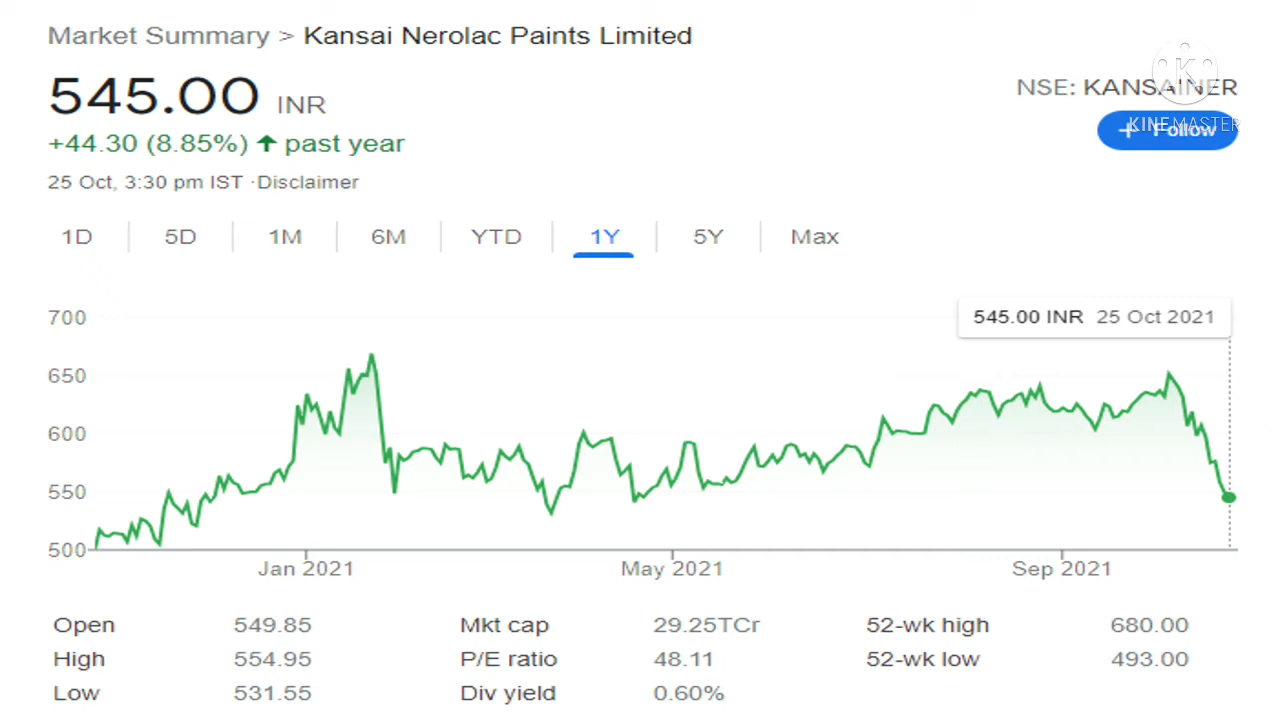 Market Summary > Kansai Nerolac Paints Limited
545.00 INR
NSE: KANSAINER
+44.30 (8.85%) ↑ past year
KINEMASTER
+ Follow
25 Oct, 3:30 pm IST · Disclaimer
1D 5D 1M 6M YTD 1Y 5Y Max
545.00 INR 25 Oct 2021
700
650
600
550
500
Jan 2021 May 2021 Sep 2021
Open 549.85 Mkt cap 29.25TCr 52-wk high 680.00
High 554.95 P/E ratio 48.11 52-wk low 493.00
Low 531.55 Div yield 0.60%